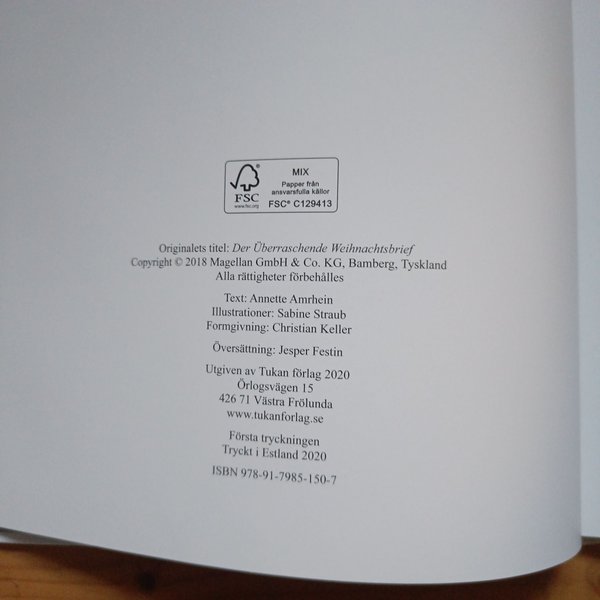 FSC®
www.fsc.org
MIX
Papper från
ansvarsfulla källor
FSC® C129413
Originalets titel: Der Überraschende Weihnachtsbrief
Copyright © 2018 Magellan GmbH & Co. KG, Bamberg, Tyskland
Alla rättigheter förbehålles
Text: Annette Amrhein
Illustrationer: Sabine Straub
Formgivning: Christian Keller
Översättning: Jesper Festin
Utgiven av Tukan förlag 2020
Örlogsvägen 15
426 71 Västra Frölunda
www.tukanforlag.se
Första tryckningen
Tryckt i Estland 2020
ISBN 978-91-7985-150-7